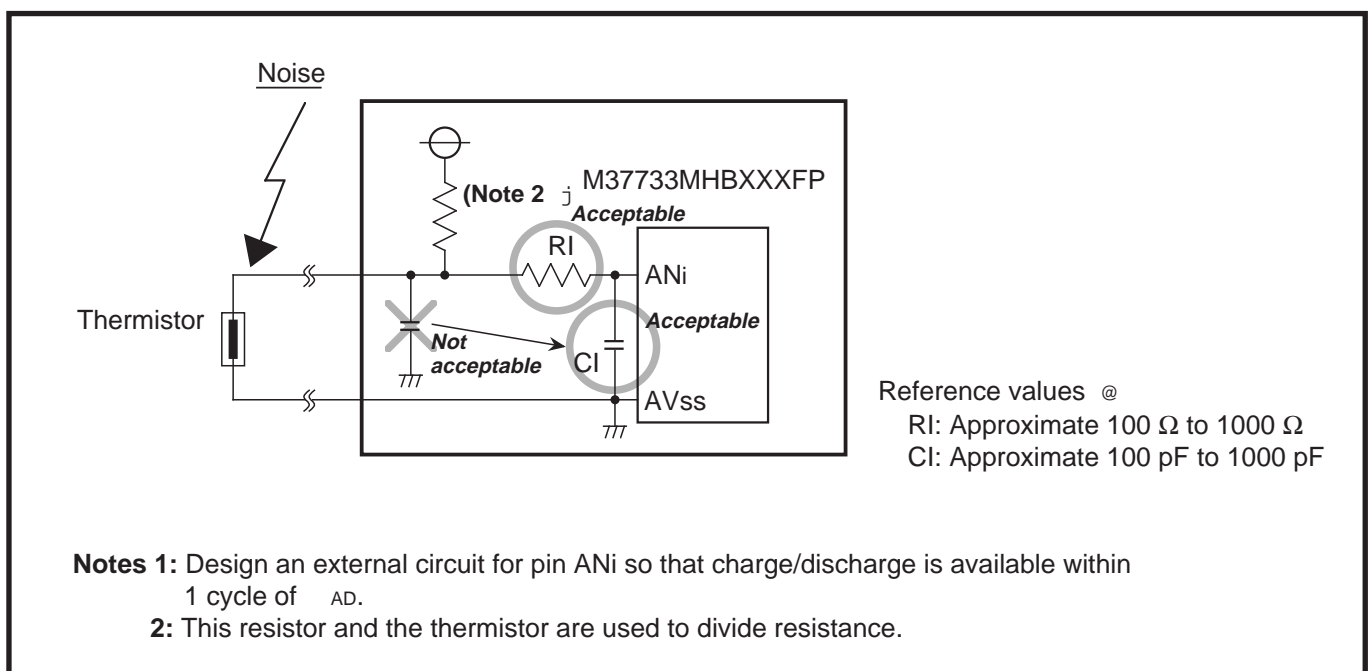 Noise
(Note 2 j
M37733MHBXXXFP
Acceptable
RI
ANi
Thermistor
Acceptable
Not
acceptable
CI
AVss
Reference values @
RI: Approximate 100 Ω to 1000 Ω
CI: Approximate 100 pF to 1000 pF
Notes 1: Design an external circuit for pin ANi so that charge/discharge is available within
1 cycle of AD.
2: This resistor and the thermistor are used to divide resistance.